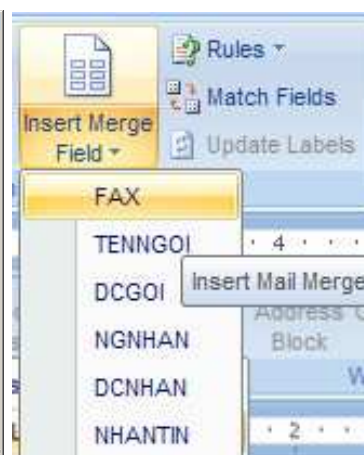 Rules
Match Fields
Insert Merge
Field
Update Labels
FAX
TENNGOI
4
Insert Mail Merge
DCGOI
Address
Block
NGNHAN
DCNHAN
NHANTIN
2